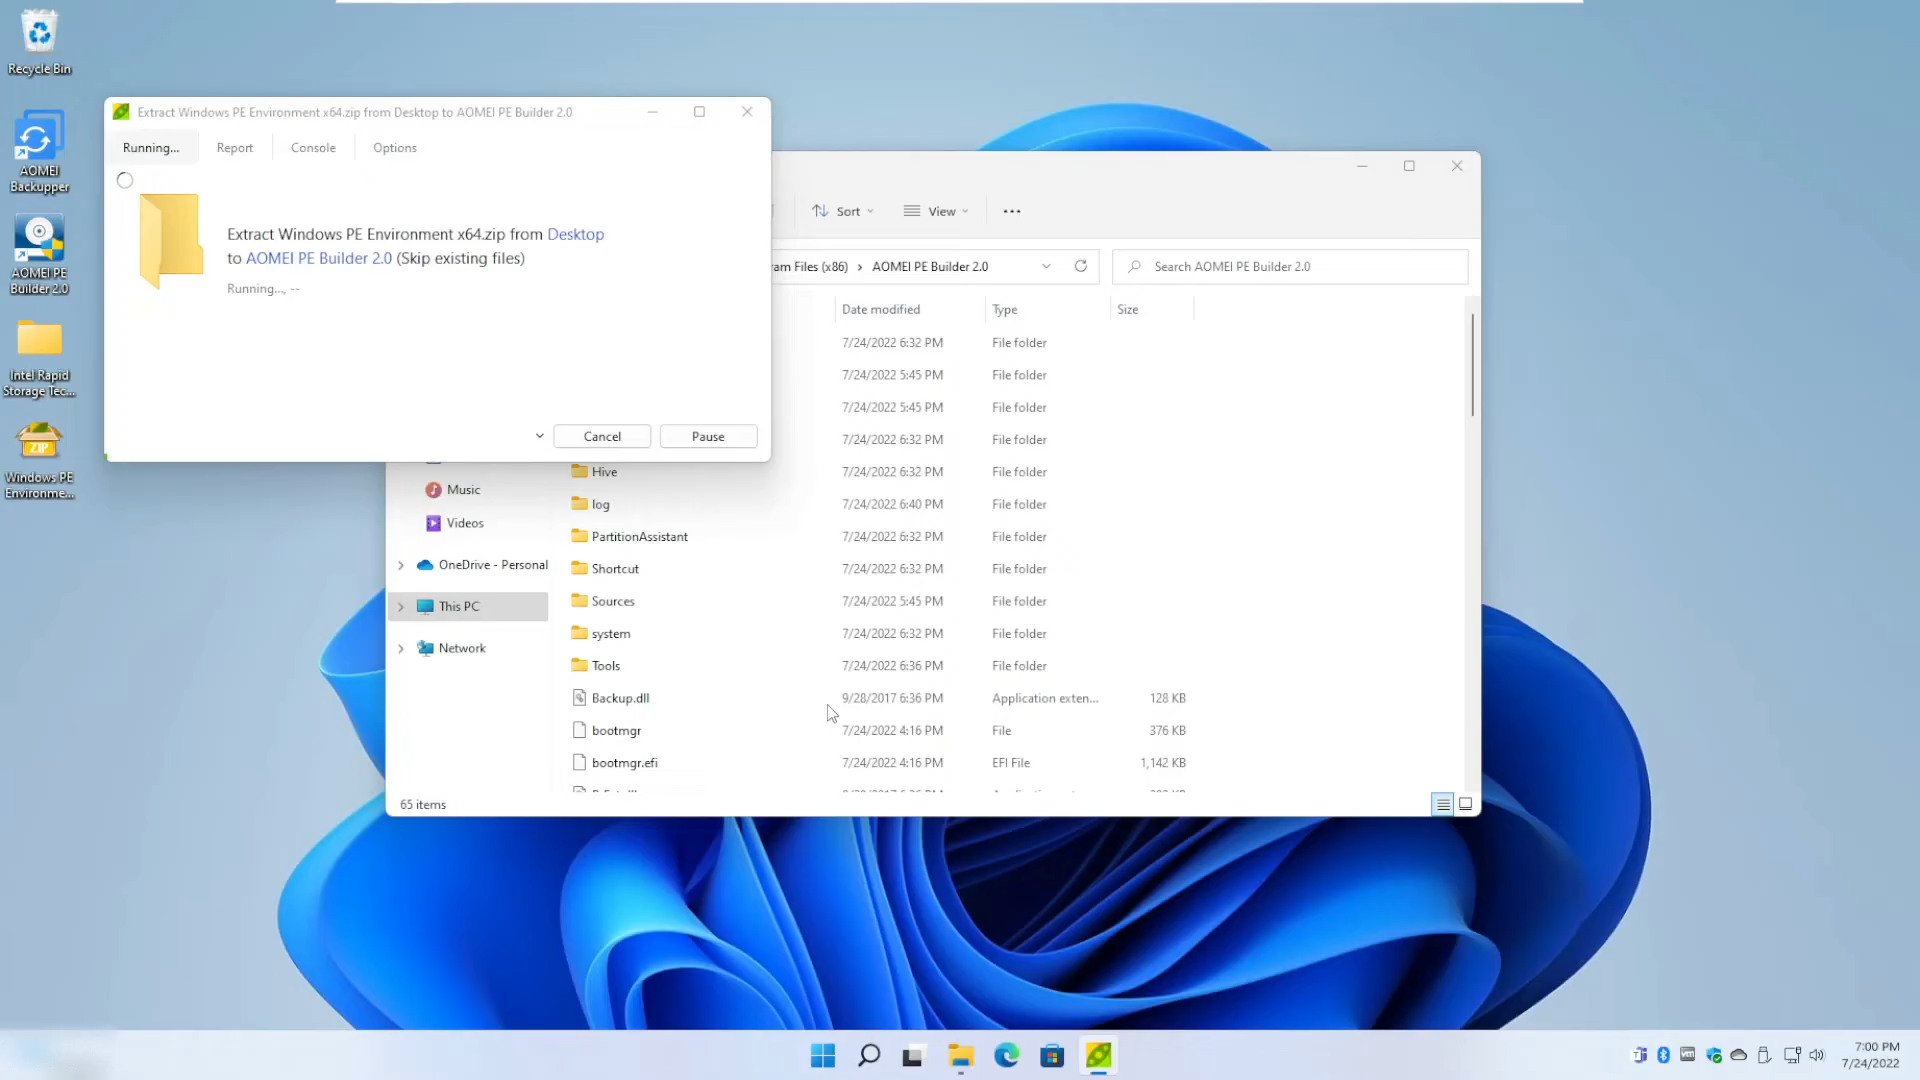 Recycle Bin
AOMEI
Backupper
AOMEI PE
Builder 2.0
Intel Rapid
Storage Tec...
ZIP
Windows PE
Environme...
Extract Windows PE Environment x64.zip from Desktop to AOMEI PE Builder 2.0
Running...
Report
Console
Options
Extract Windows PE Environment x64.zip from Desktop
to AOMEI PE Builder 2.0 (Skip existing files)
Running..., --
Cancel
Pause
Sort
View
ram Files (x86) › AOMEI PE Builder 2.0
Search AOMEI PE Builder 2.0
Date modified Type Size
7/24/2022 6:32 PM File folder
7/24/2022 5:45 PM File folder
7/24/2022 5:45 PM File folder
7/24/2022 6:32 PM File folder
Hive 7/24/2022 6:32 PM File folder
log 7/24/2022 6:40 PM File folder
PartitionAssistant 7/24/2022 6:32 PM File folder
Shortcut 7/24/2022 6:32 PM File folder
Sources 7/24/2022 5:45 PM File folder
system 7/24/2022 6:32 PM File folder
Tools 7/24/2022 6:36 PM File folder
Backup.dll 9/28/2017 6:36 PM Application exten... 128 KB
bootmgr 7/24/2022 4:16 PM File 376 KB
bootmgr.efi 7/24/2022 4:16 PM EFI File 1,142 KB
Music
Videos
OneDrive - Personal
This PC
Network
65 items
7:00 PM
7/24/2022